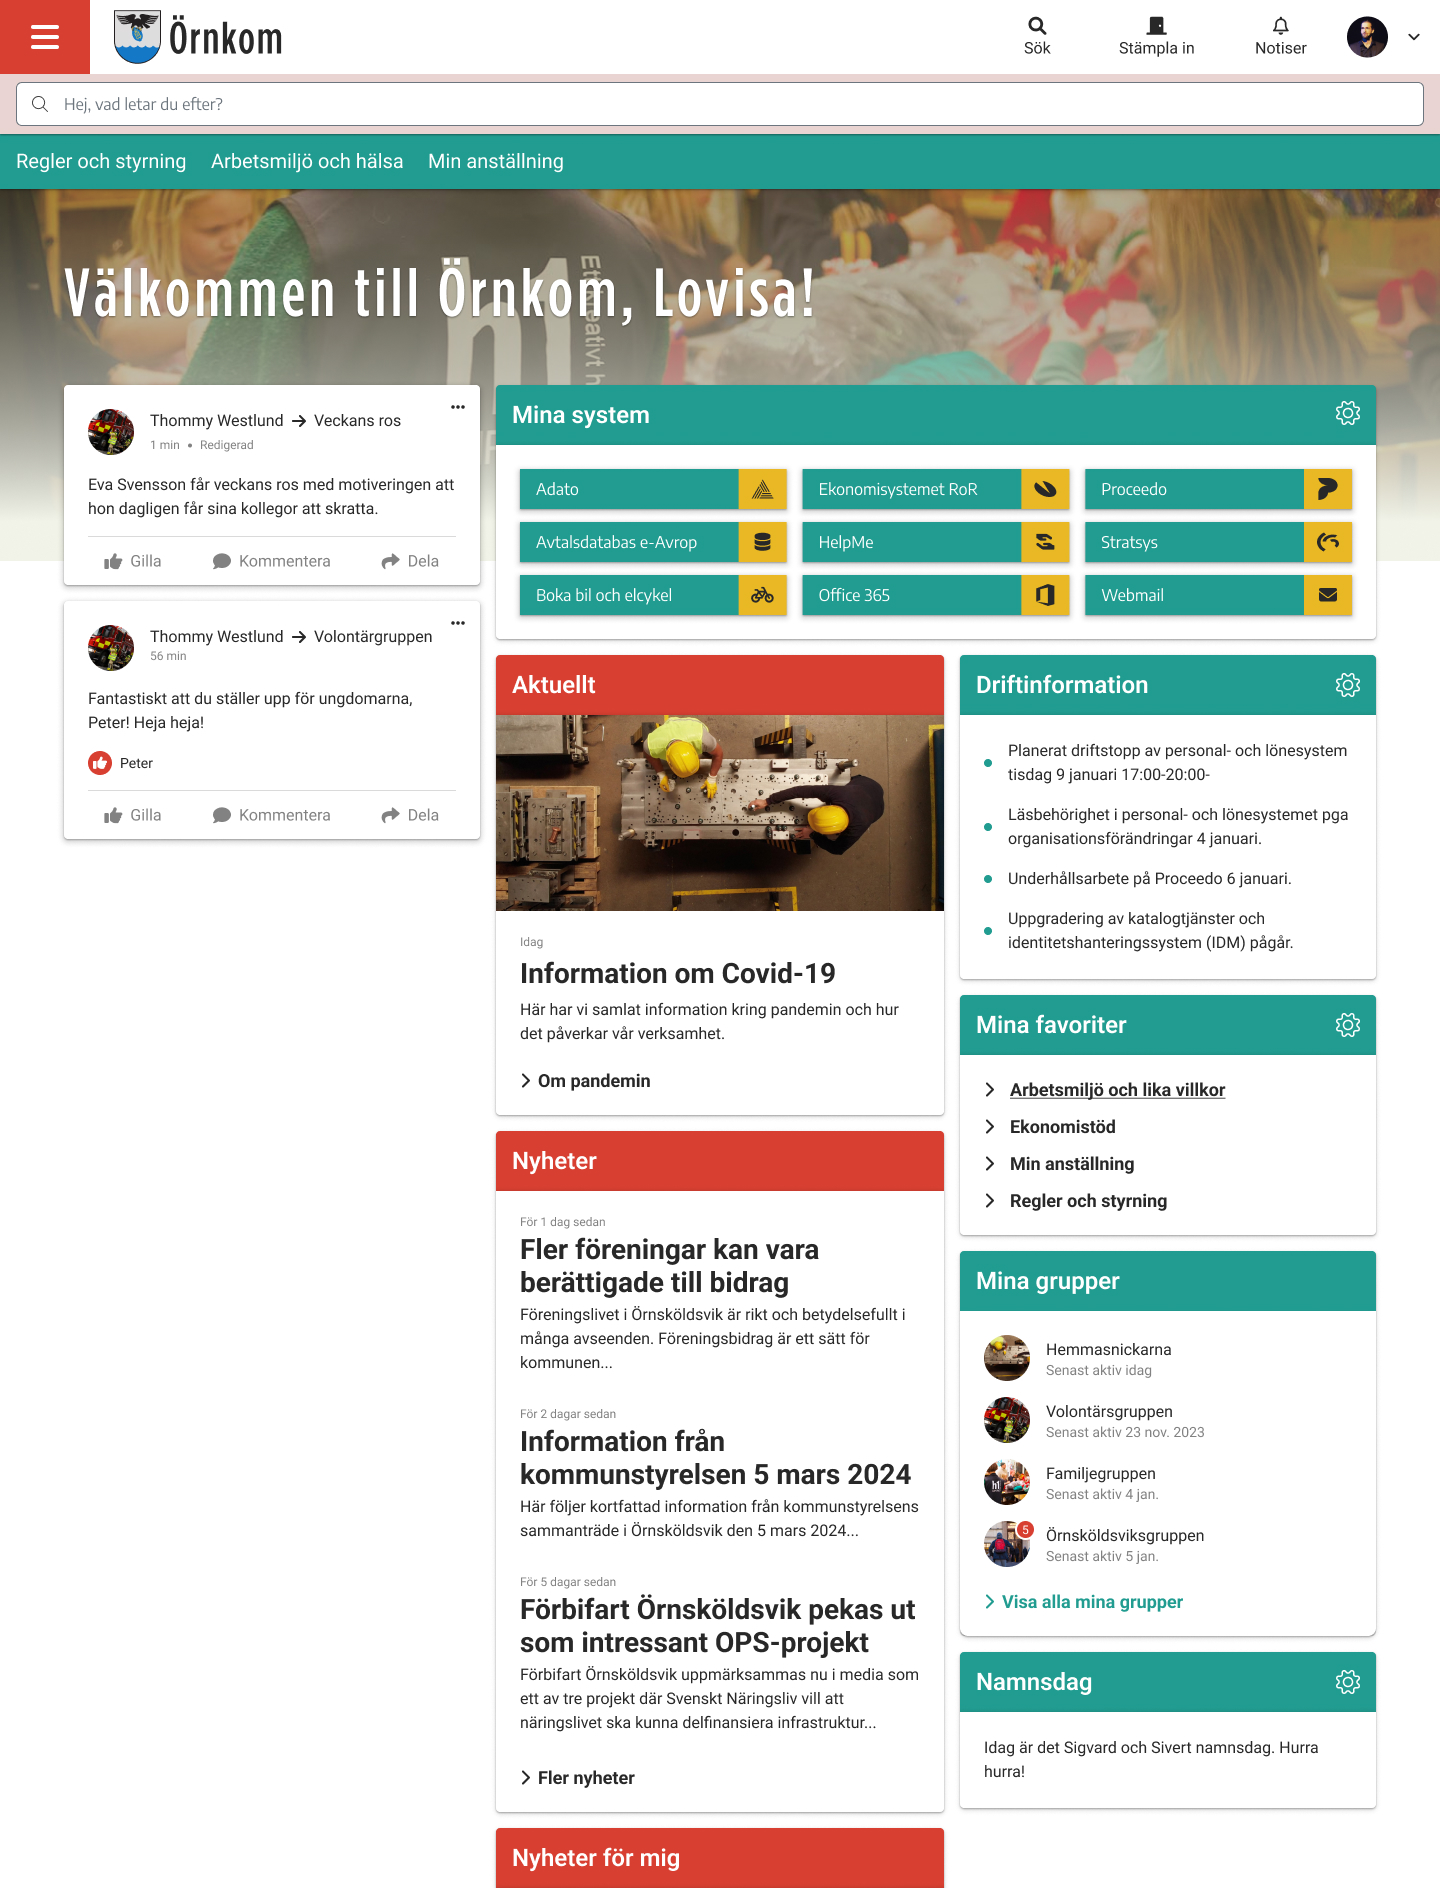 Örnkom
Sök
Stämpla in
Notiser
Hej, vad letar du efter?
Regler och styrning
Arbetsmiljö och hälsa
Min anställning
Välkommen till Örnkom, Lovisa!
Thommy Westlund → Veckans ros
1 min • Redigerad
Eva Svensson får veckans ros med motiveringen att
hon dagligen får sina kollegor att skratta.
Gilla
Kommentera
Dela
Thommy Westlund → Volontärgruppen
56 min
Fantastiskt att du ställer upp för ungdomarna,
Peter! Heja heja!
Peter
Gilla
Kommentera
Dela
Mina system
Adato
Ekonomisystemet RoR
Proceedo
Avtalsdatabas e-Avrop
HelpMe
Stratsys
Boka bil och elcykel
Office 365
Webmail
Aktuellt
Idag
Information om Covid-19
Här har vi samlat information kring pandemin och hur
det påverkar vår verksamhet.
Om pandemin
Nyheter
För 1 dag sedan
Fler föreningar kan vara
berättigade till bidrag
Föreningslivet i Örnsköldsvik är rikt och betydelsefullt i
många avseenden. Föreningsbidrag är ett sätt för
kommunen...
För 2 dagar sedan
Information från
kommunstyrelsen 5 mars 2024
Här följer kortfattad information från kommunstyrelsens
sammanträde i Örnsköldsvik den 5 mars 2024...
För 5 dagar sedan
Förbifart Örnsköldsvik pekas ut
som intressant OPS-projekt
Förbifart Örnsköldsvik uppmärksammas nu i media som
ett av tre projekt där Svenskt Näringsliv vill att
näringslivet ska kunna delfinansiera infrastruktur...
Fler nyheter
Nyheter för mig
Driftinformation
Planerat driftstopp av personal- och lönesystem
tisdag 9 januari 17:00-20:00-
Läsbehörighet i personal- och lönesystemet pga
organisationsförändringar 4 januari.
Underhållsarbete på Proceedo 6 januari.
Uppgradering av katalogtjänster och
identitetshanteringssystem (IDM) pågår.
Mina favoriter
Arbetsmiljö och lika villkor
Ekonomistöd
Min anställning
Regler och styrning
Mina grupper
Hemmasnickarna
Senast aktiv idag
Volontärsgruppen
Senast aktiv 23 nov. 2023
Familjegruppen
Senast aktiv 4 jan.
5
Örnsköldsviksgruppen
Senast aktiv 5 jan.
Visa alla mina grupper
Namnsdag
Idag är det Sigvard och Sivert namnsdag. Hurra
hurra!